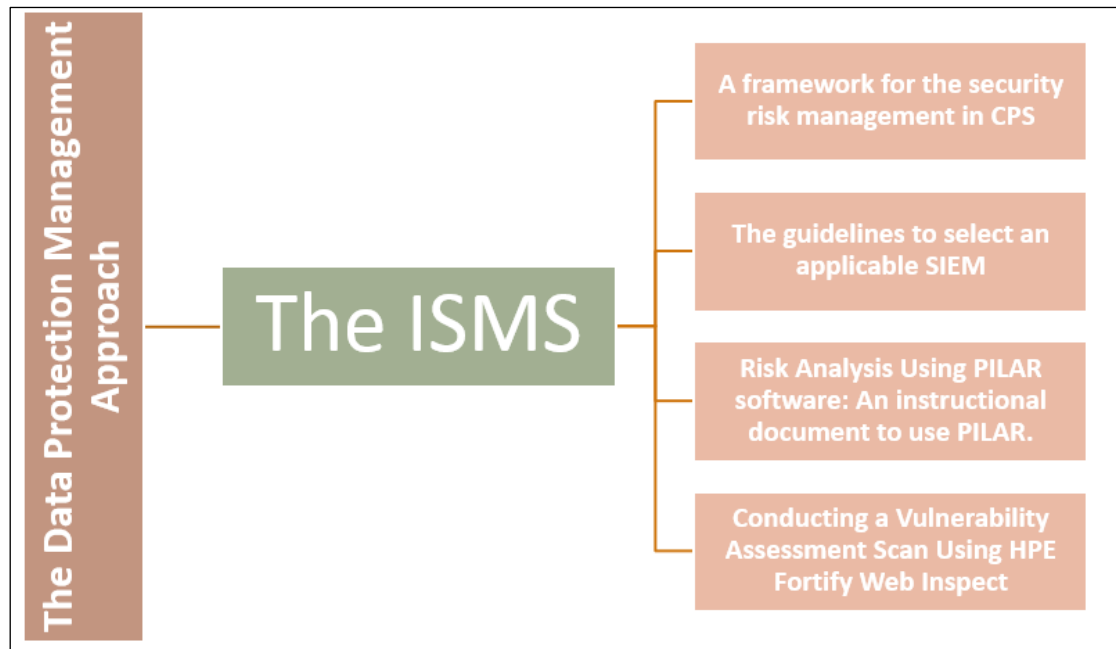 The Data Protection Management
Approach
The ISMS
A framework for the security
risk management in CPS
The guidelines to select an
applicable SIEM
Risk Analysis Using PILAR
software: An instructional
document to use PILAR.
Conducting a Vulnerability
Assessment Scan Using HPE
Fortify Web Inspect